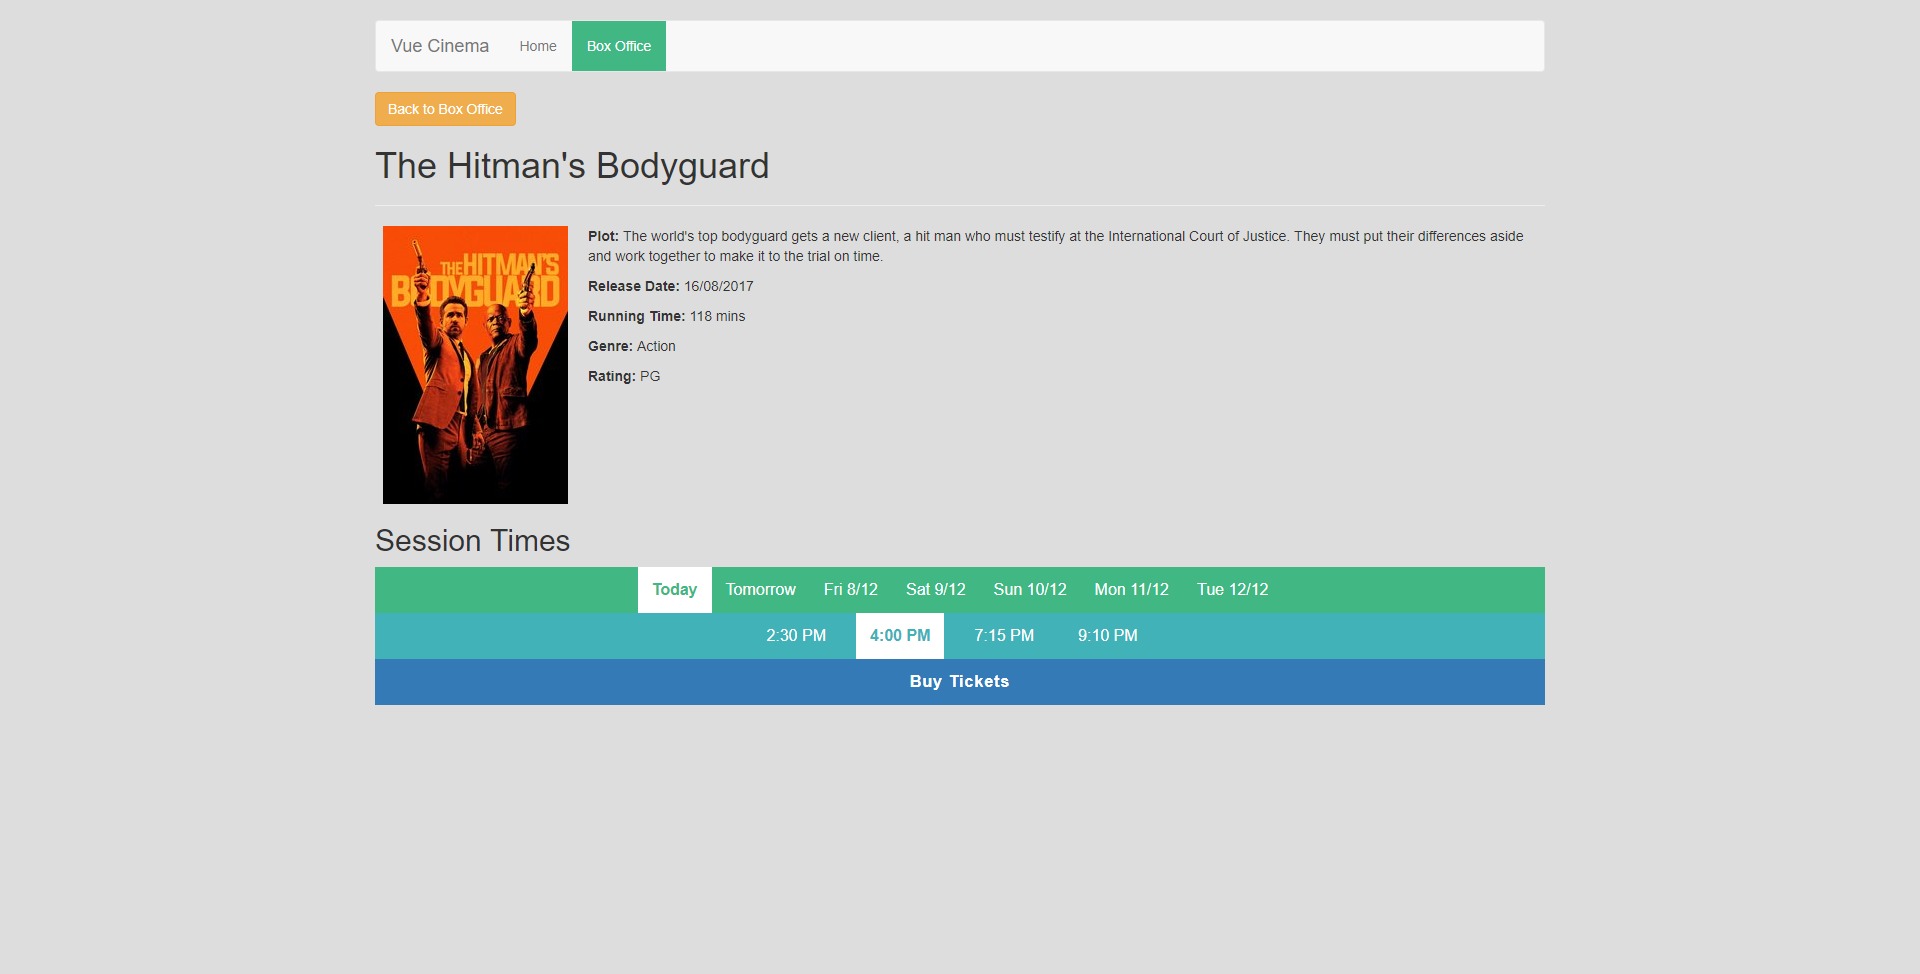 Vue Cinema Home Box Office
Back to Box Office
The Hitman's Bodyguard
THE HITMAN'S
BODYGUARD
Plot: The world's top bodyguard gets a new client, a hit man who must testify at the International Court of Justice. They must put their differences aside
and work together to make it to the trial on time.
Release Date: 16/08/2017
Running Time: 118 mins
Genre: Action
Rating: PG
Session Times
Today Tomorrow Fri 8/12 Sat 9/12 Sun 10/12 Mon 11/12 Tue 12/12
2:30 PM 4:00 PM 7:15 PM 9:10 PM
Buy Tickets